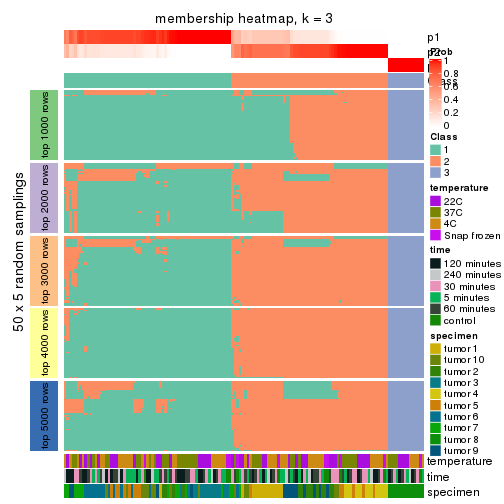 membership heatmap, k = 3
p1
p2
Prob
1
0.8
0.6
0.4
0.2
0
Class
1
2
3
temperature
22C
37C
4C
Snap frozen
time
120 minutes
240 minutes
30 minutes
5 minutes
60 minutes
control
specimen
tumor 1
tumor 10
tumor 2
tumor 3
tumor 4
tumor 5
tumor 6
tumor 7
tumor 8
tumor 9
50 x 5 random samplings
top 1000 rows
top 2000 rows
top 3000 rows
top 4000 rows
top 5000 rows
temperature
time
specimen